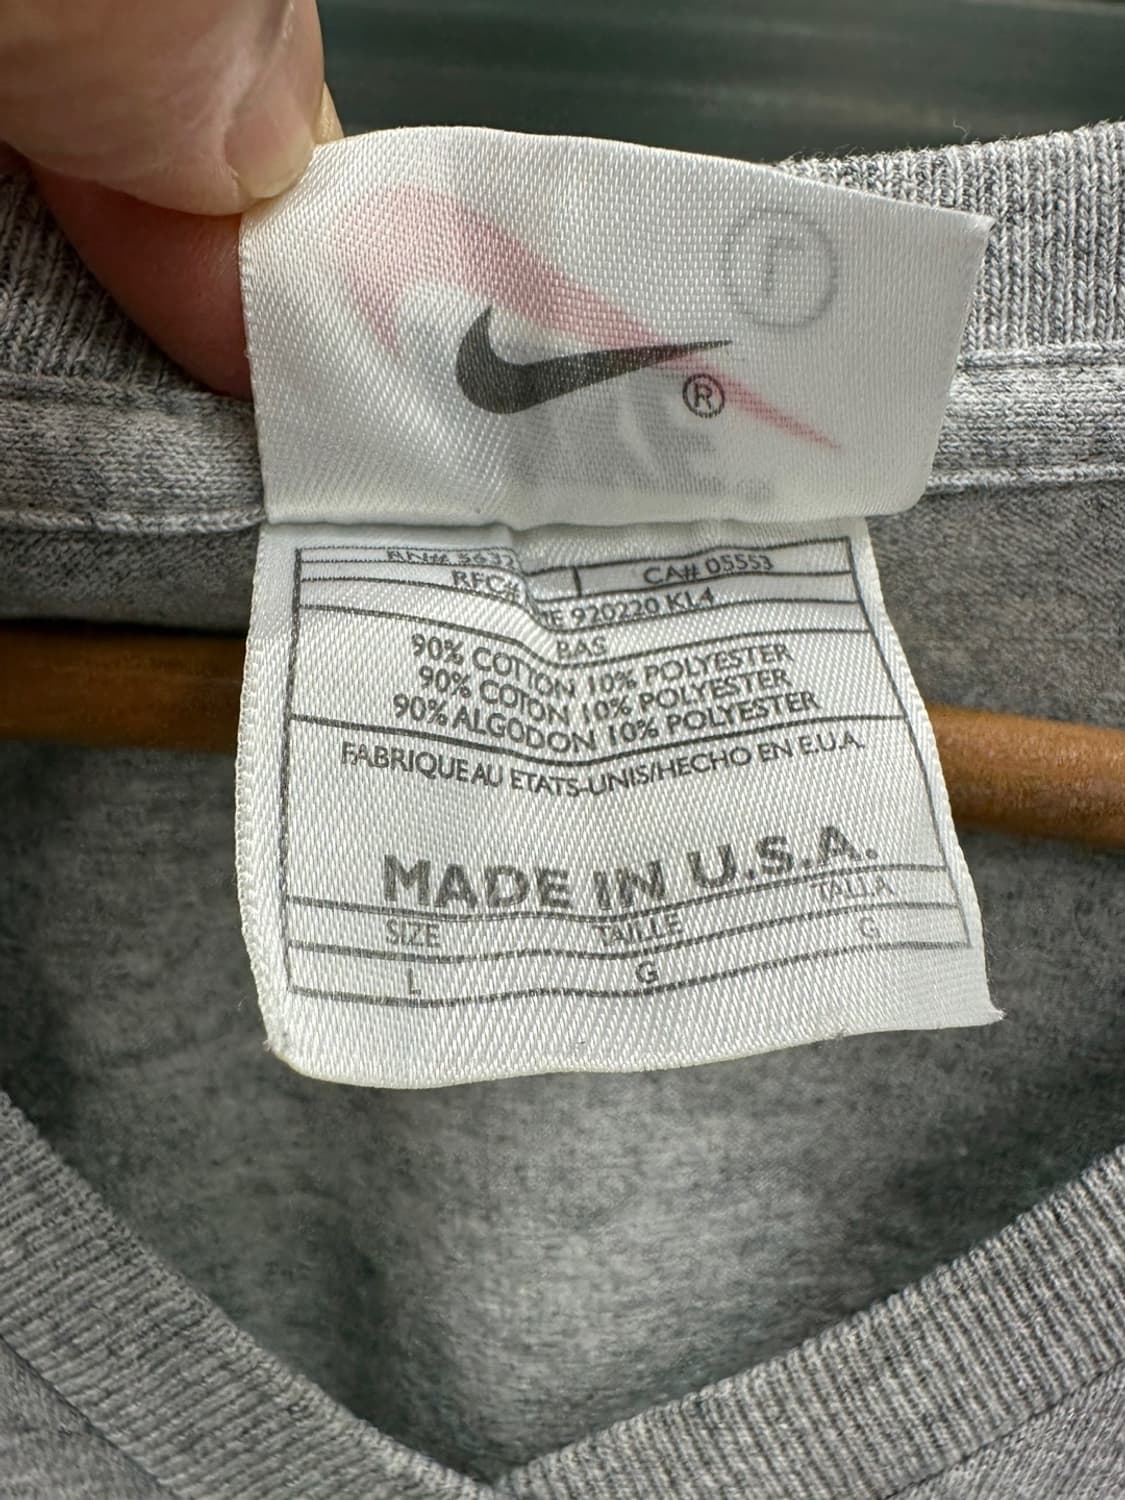 ®
RN# 5632
CA# 05553
RFC#
920220 KL4
BAS
90% COTTON 10% POLYESTER
90% COTON 10% POLYESTER
90% ALGODON 10% POLYESTER
FABRIQUE AU ETATS-UNIS/HECHO EN E.U.A.
MADE IN U.S.A.
SIZE TAILLE TALLA
L G G